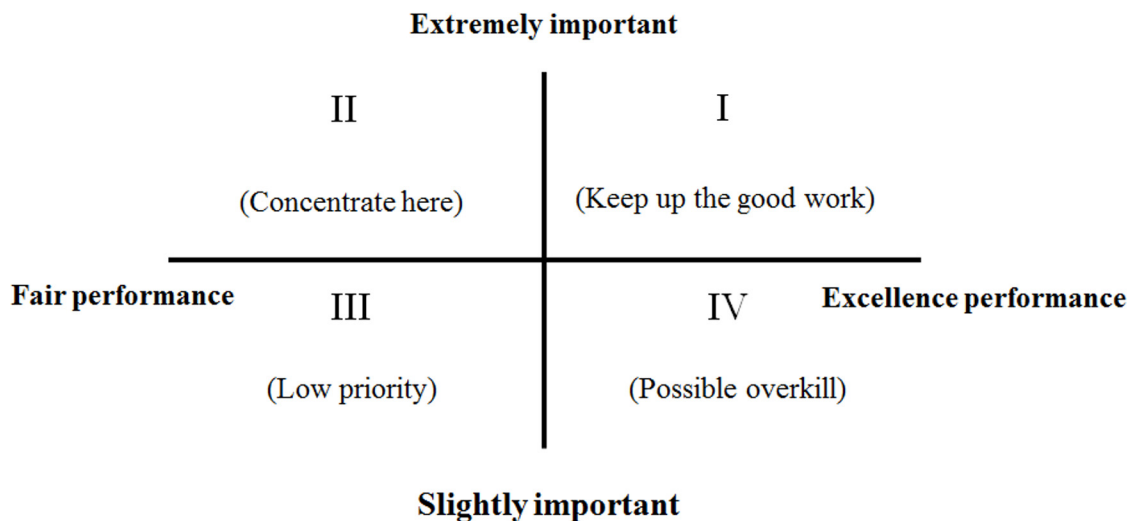 Extremely important
II
I
(Concentrate here)
(Keep up the good work)
Fair performance
III
IV
Excellence performance
(Low priority)
(Possible overkill)
Slightly important